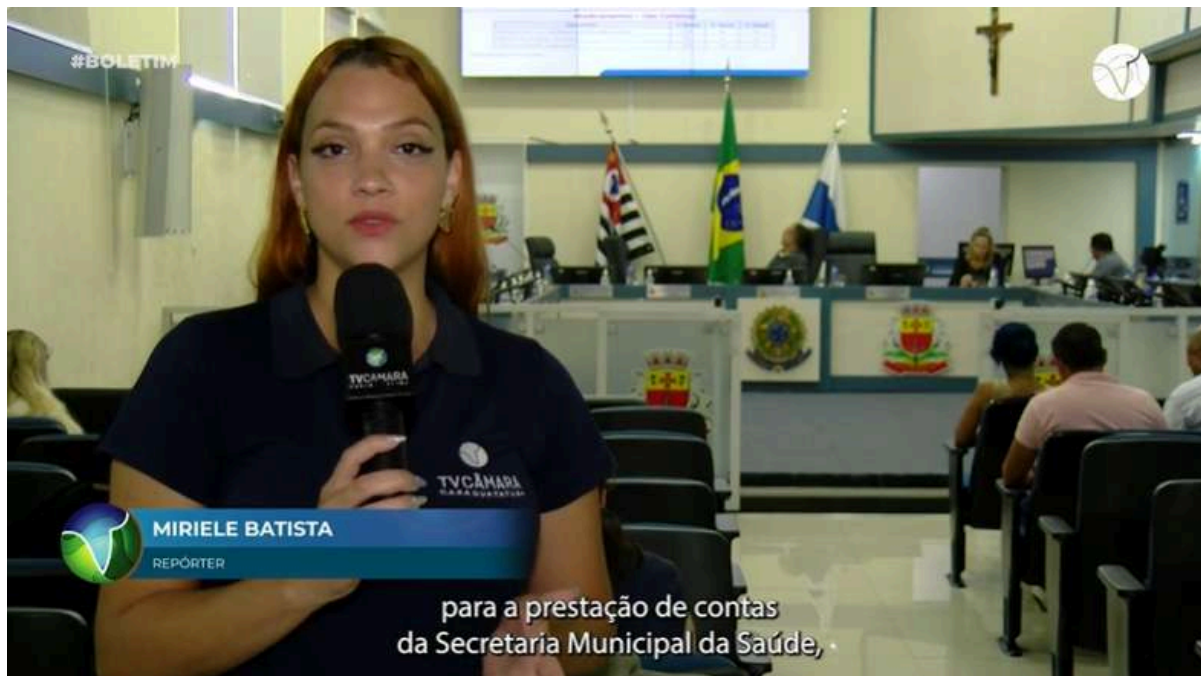 #BOLETIM
TVCÂMARA
TVCÂMARA
CARAGUATATUBA
MIRIELE BATISTA
REPÓRTER
para a prestação de contas
da Secretaria Municipal da Saúde,